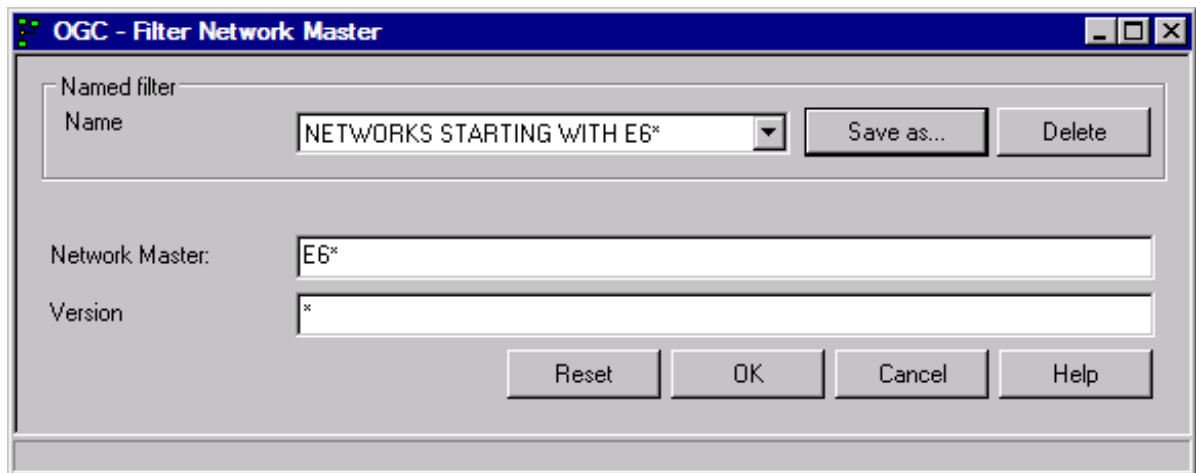 OGC - Filter Network Master
Named filter
Name
NETWORKS STARTING WITH E6*
Save as...
Delete
Network Master:
E6*
Version
*
Reset
OK
Cancel
Help